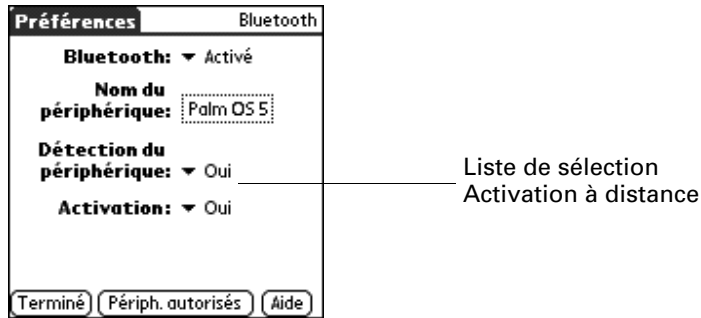 Préférences Bluetooth
Bluetooth: Activé
Nom du
périphérique: Palm OS 5
Détection du
périphérique: Oui
Activation: Oui
Liste de sélection
Activation à distance
Terminé Périph. autorisés Aide